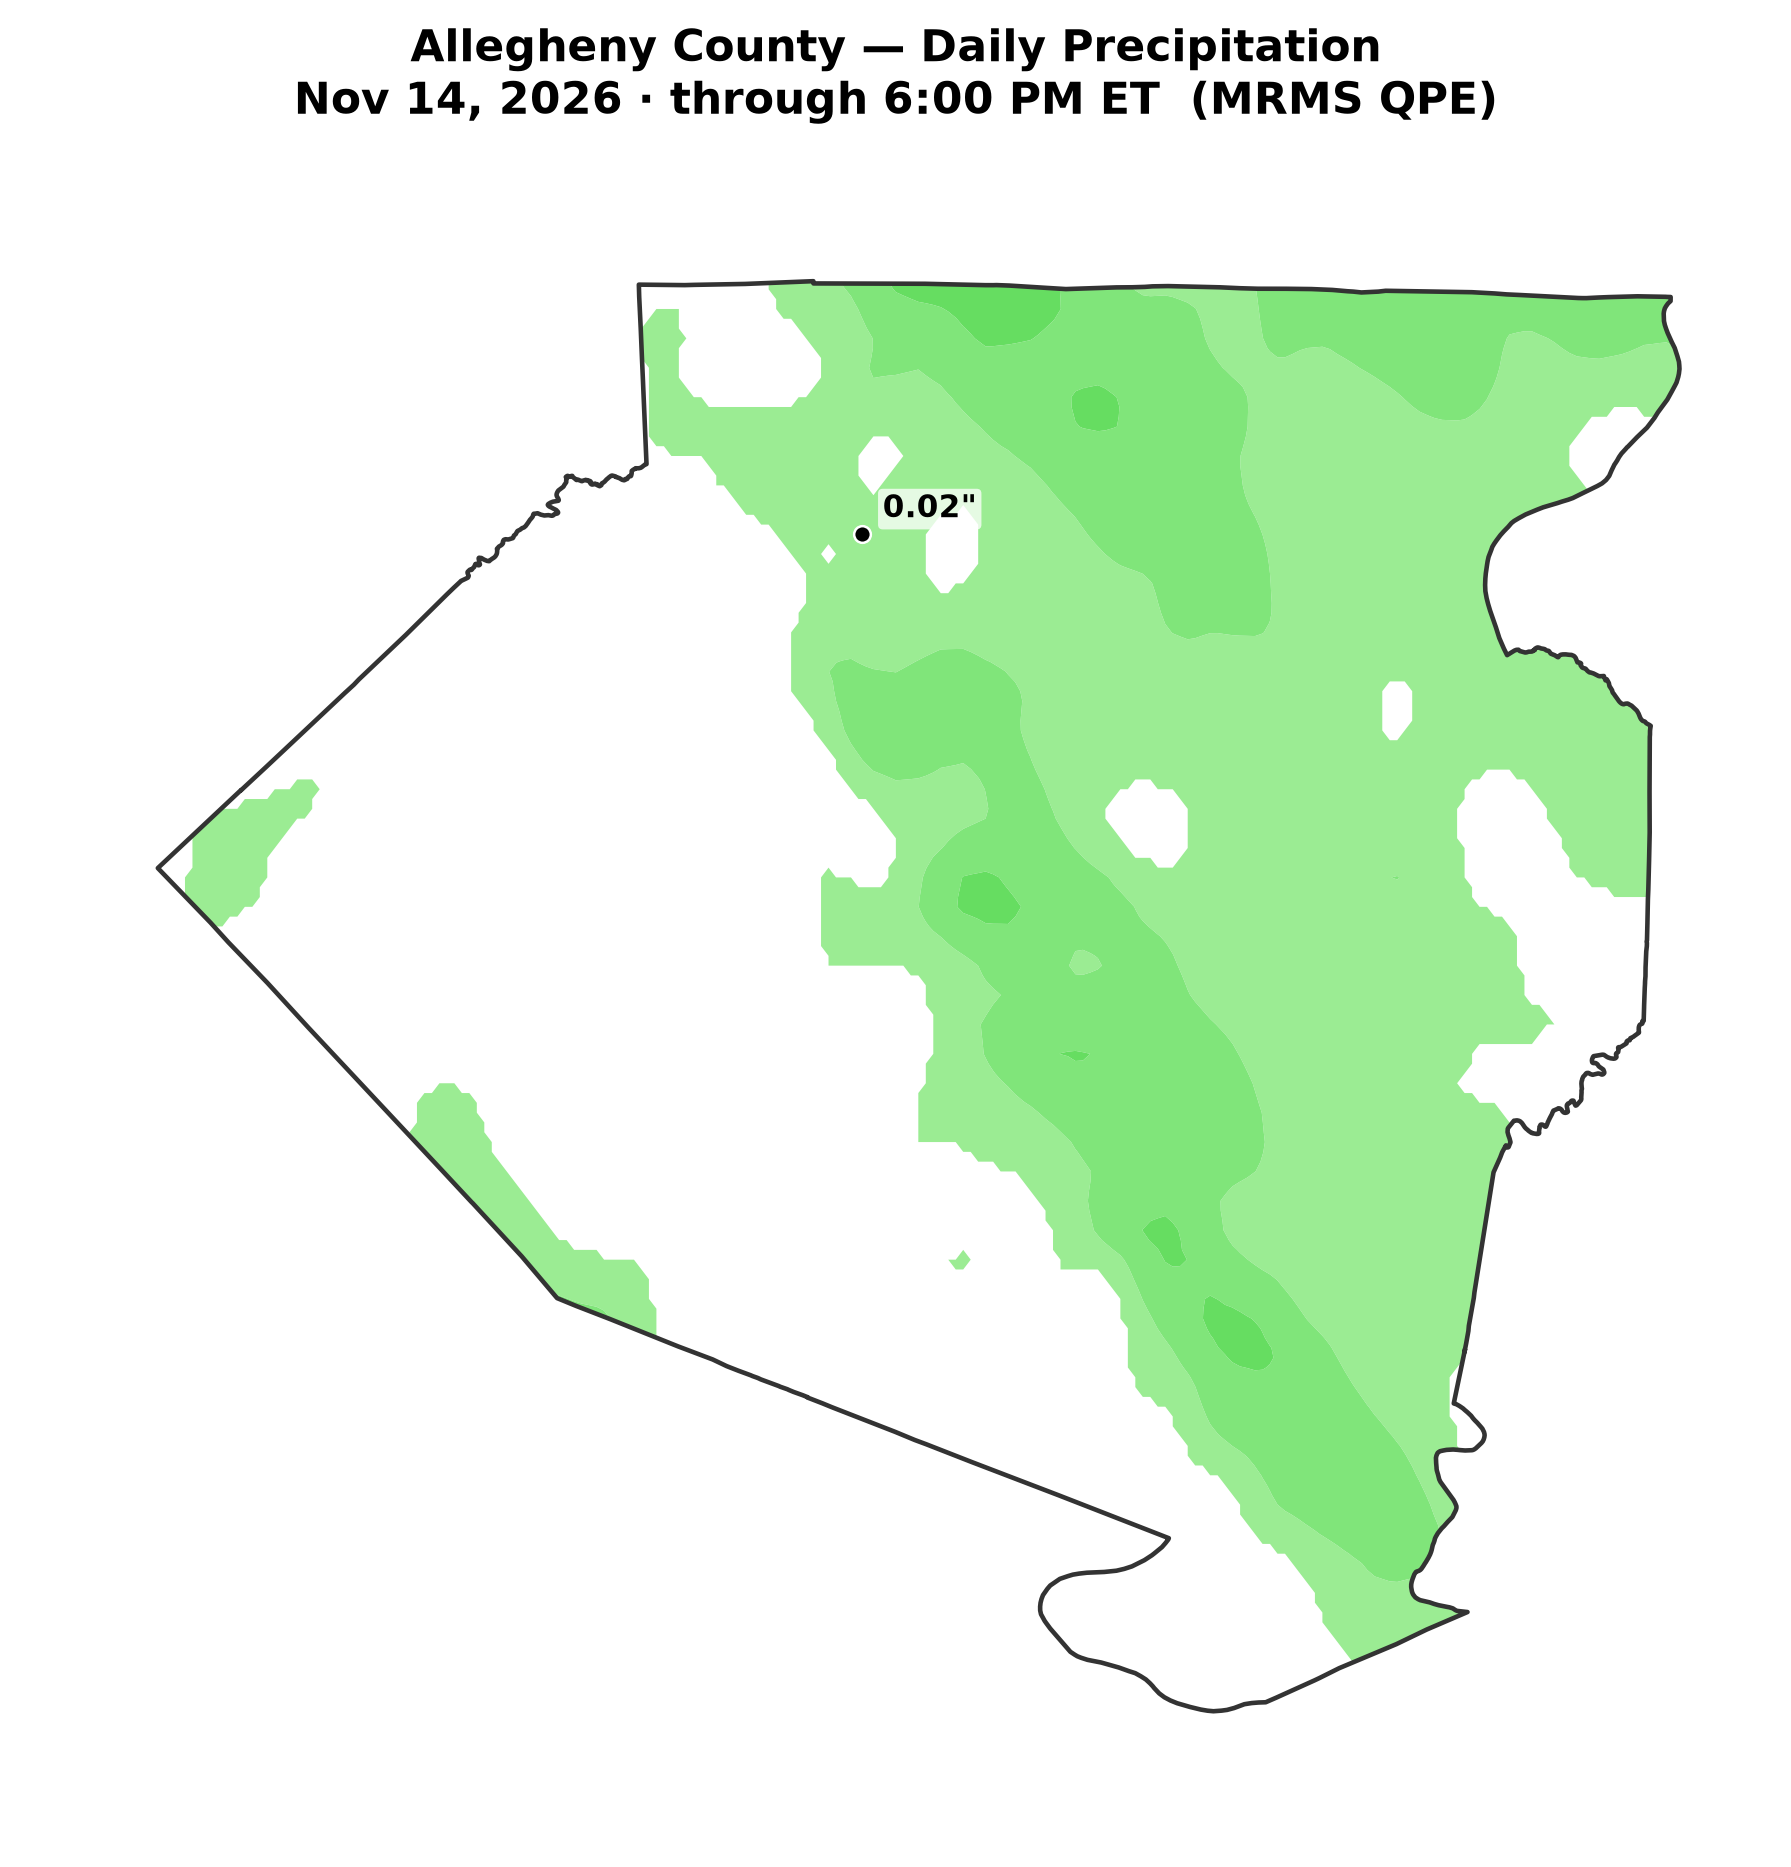 Allegheny County — Daily Precipitation
Nov 14, 2026 · through 6:00 PM ET (MRMS QPE)
0.02"